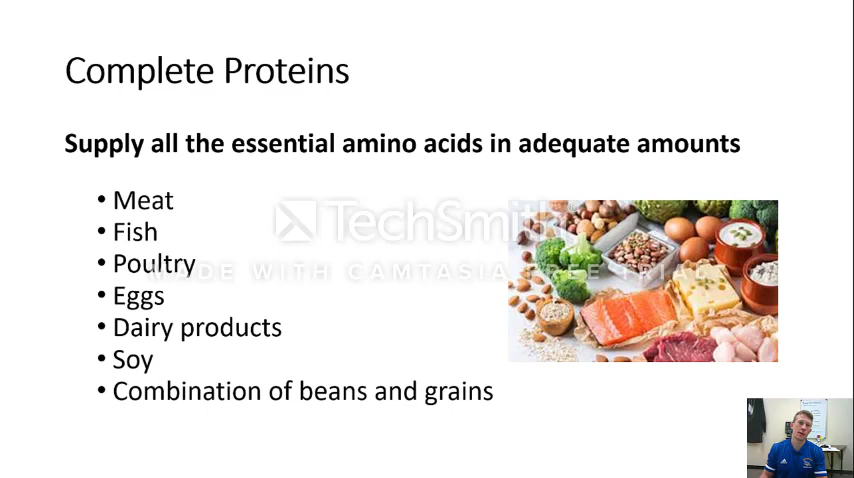 Complete Proteins
Supply all the essential amino acids in adequate amounts
• Meat
• Fish
• Poultry
• Eggs
• Dairy products
• Soy
• Combination of beans and grains
TechSmith
MADE WITH CAMTASIA FREE TRIAL